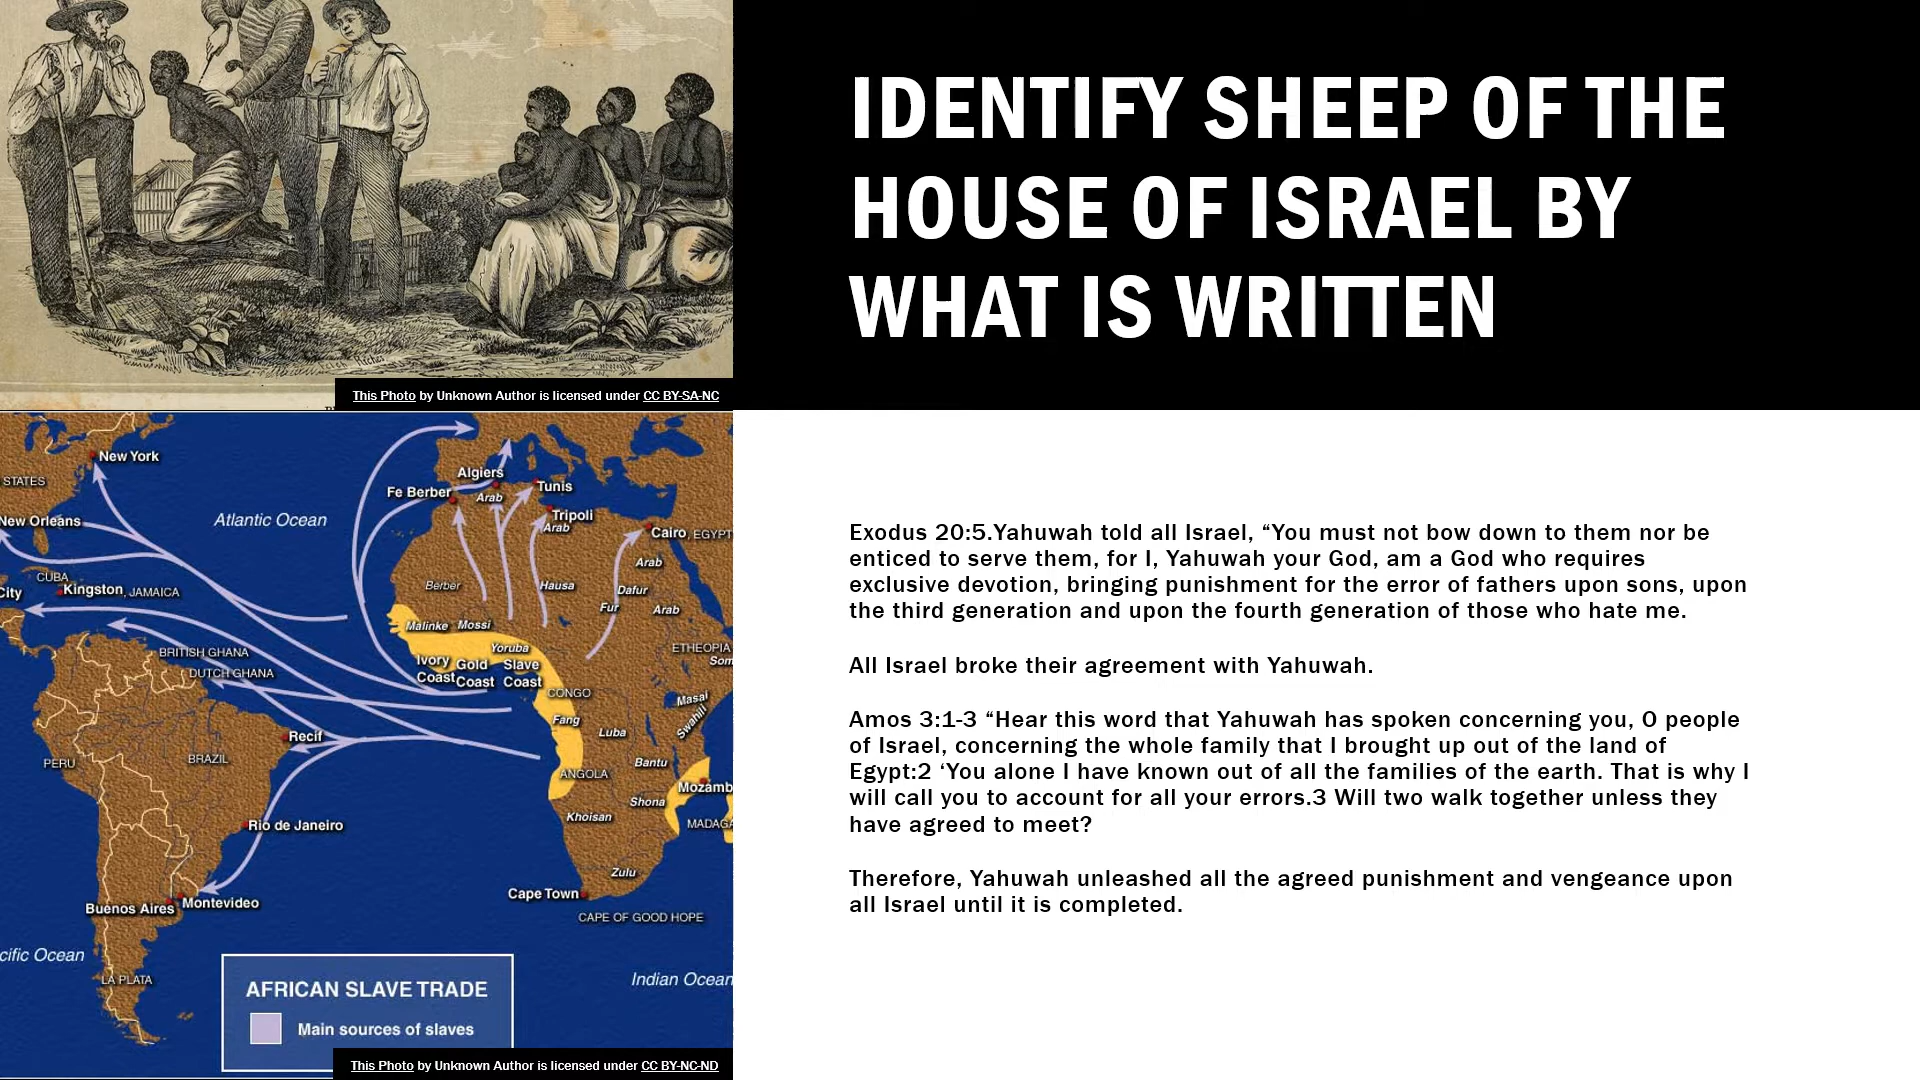 IDENTIFY SHEEP OF THE
HOUSE OF ISRAEL BY
WHAT IS WRITTEN
This Photo by Unknown Author is licensed under CC BY-SA-NC
New York
STATES
New Orleans
Atlantic Ocean
CUBA
City
Kingston, JAMAICA
BRITISH GHANA
DUTCH GHANA
Recif
PERU
BRAZIL
Rio de Janeiro
Buenos Aires
Montevideo
cific Ocean
LA PLATA
Algiers
Fe Berber
Arab
Tunis
Tripoli
Arab
Cairo, EGYPT
Arab
Berber
Hausa
Dafur
Fur
Arab
Malinke
Mossi
Yoruba
ETHEOPIA
Som
Ivory
Coast
Gold
Coast
Slave
Coast
CONGO
Masai
Swahili
Fang
Luba
Bantu
ANGOLA
Mozamb
Shona
Khoisan
MADAGA
Zulu
Cape Town
CAPE OF GOOD HOPE
Indian Ocean
AFRICAN SLAVE TRADE
Main sources of slaves
This Photo by Unknown Author is licensed under CC BY-NC-ND
Exodus 20:5.Yahuwah told all Israel, “You must not bow down to them nor be
enticed to serve them, for I, Yahuwah your God, am a God who requires
exclusive devotion, bringing punishment for the error of fathers upon sons, upon
the third generation and upon the fourth generation of those who hate me.
All Israel broke their agreement with Yahuwah.
Amos 3:1-3 “Hear this word that Yahuwah has spoken concerning you, O people
of Israel, concerning the whole family that I brought up out of the land of
Egypt:2 ‘You alone I have known out of all the families of the earth. That is why I
will call you to account for all your errors.3 Will two walk together unless they
have agreed to meet?
Therefore, Yahuwah unleashed all the agreed punishment and vengeance upon
all Israel until it is completed.